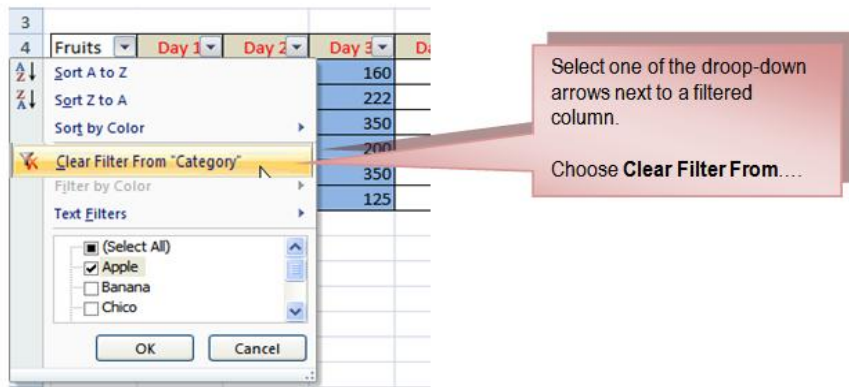 3
4 Fruits Day 1 Day 2 Day 3 Da
Sort A to Z
Sort Z to A
Sort by Color
Clear Filter From "Category"
Filter by Color
Text Filters
(Select All)
Apple
Banana
Chico
OK Cancel
160
222
350
200
350
125
Select one of the droop-down
arrows next to a filtered
column.
Choose Clear Filter From….